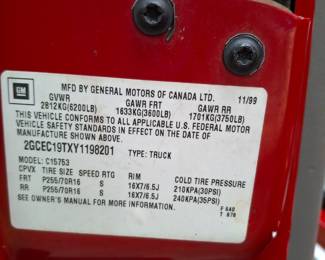 GM
MFD BY GENERAL MOTORS OF CANADA LTD. 11/99
GVWR GAWR FRT GAWR RR
2812KG(6200LB) 1633KG(3600LB) 1701KG(3750LB)
THIS VEHICLE CONFORMS TO ALL APPLICABLE U.S. FEDERAL MOTOR
VEHICLE SAFETY STANDARDS IN EFFECT ON THE DATE OF
MANUFACTURE SHOWN ABOVE.
2GCEC19TXY1198201 TYPE: TRUCK
MODEL: C15753
CPVX TIRE SIZE SPEED RTG RIM COLD TIRE PRESSURE
FRT P255/70R16 S 16X7/6.5J 210KPA(30PSI)
RR P255/70R16 S 16X7/6.5J 240KPA(35PSI)
SEE OWNER'S MANUAL FOR MORE INFORMATION.